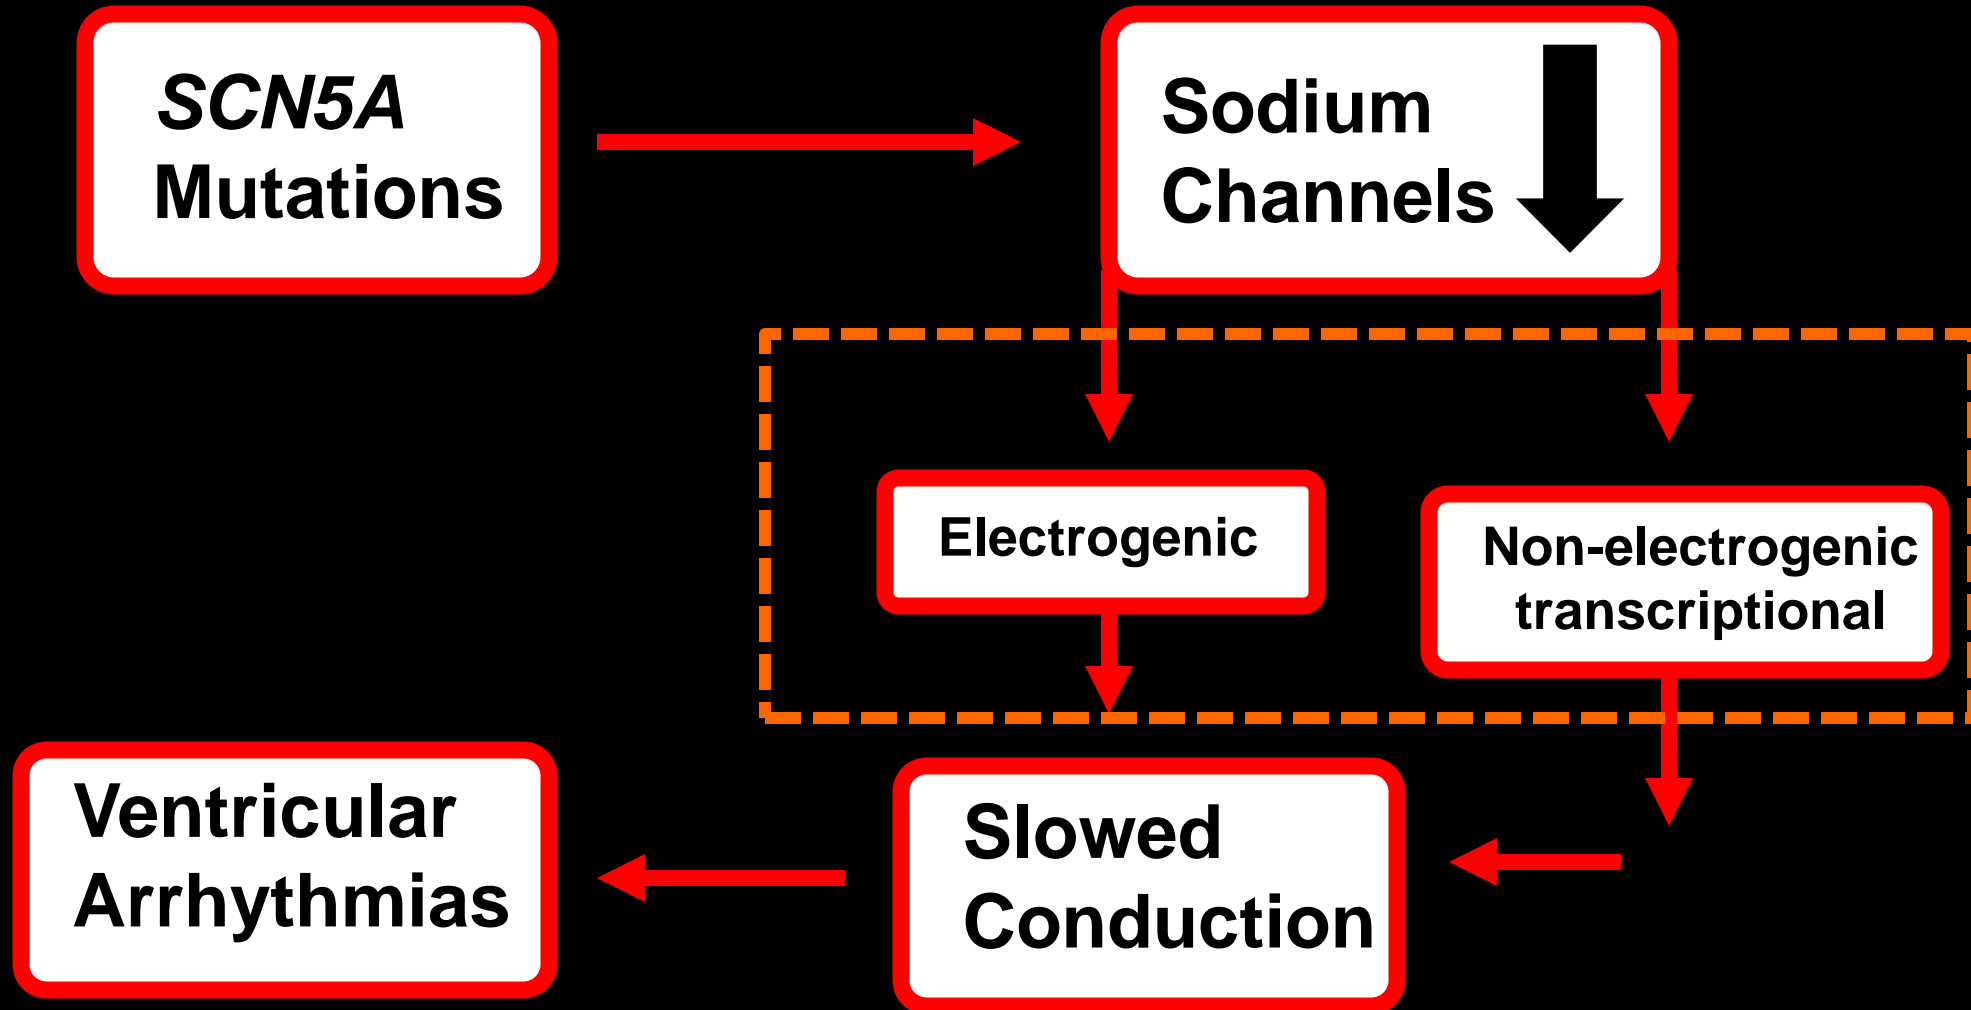 SCN5A
Mutations
Sodium
Channels
Electrogenic
Non-electrogenic
transcriptional
Ventricular
Arrhythmias
Slowed
Conduction